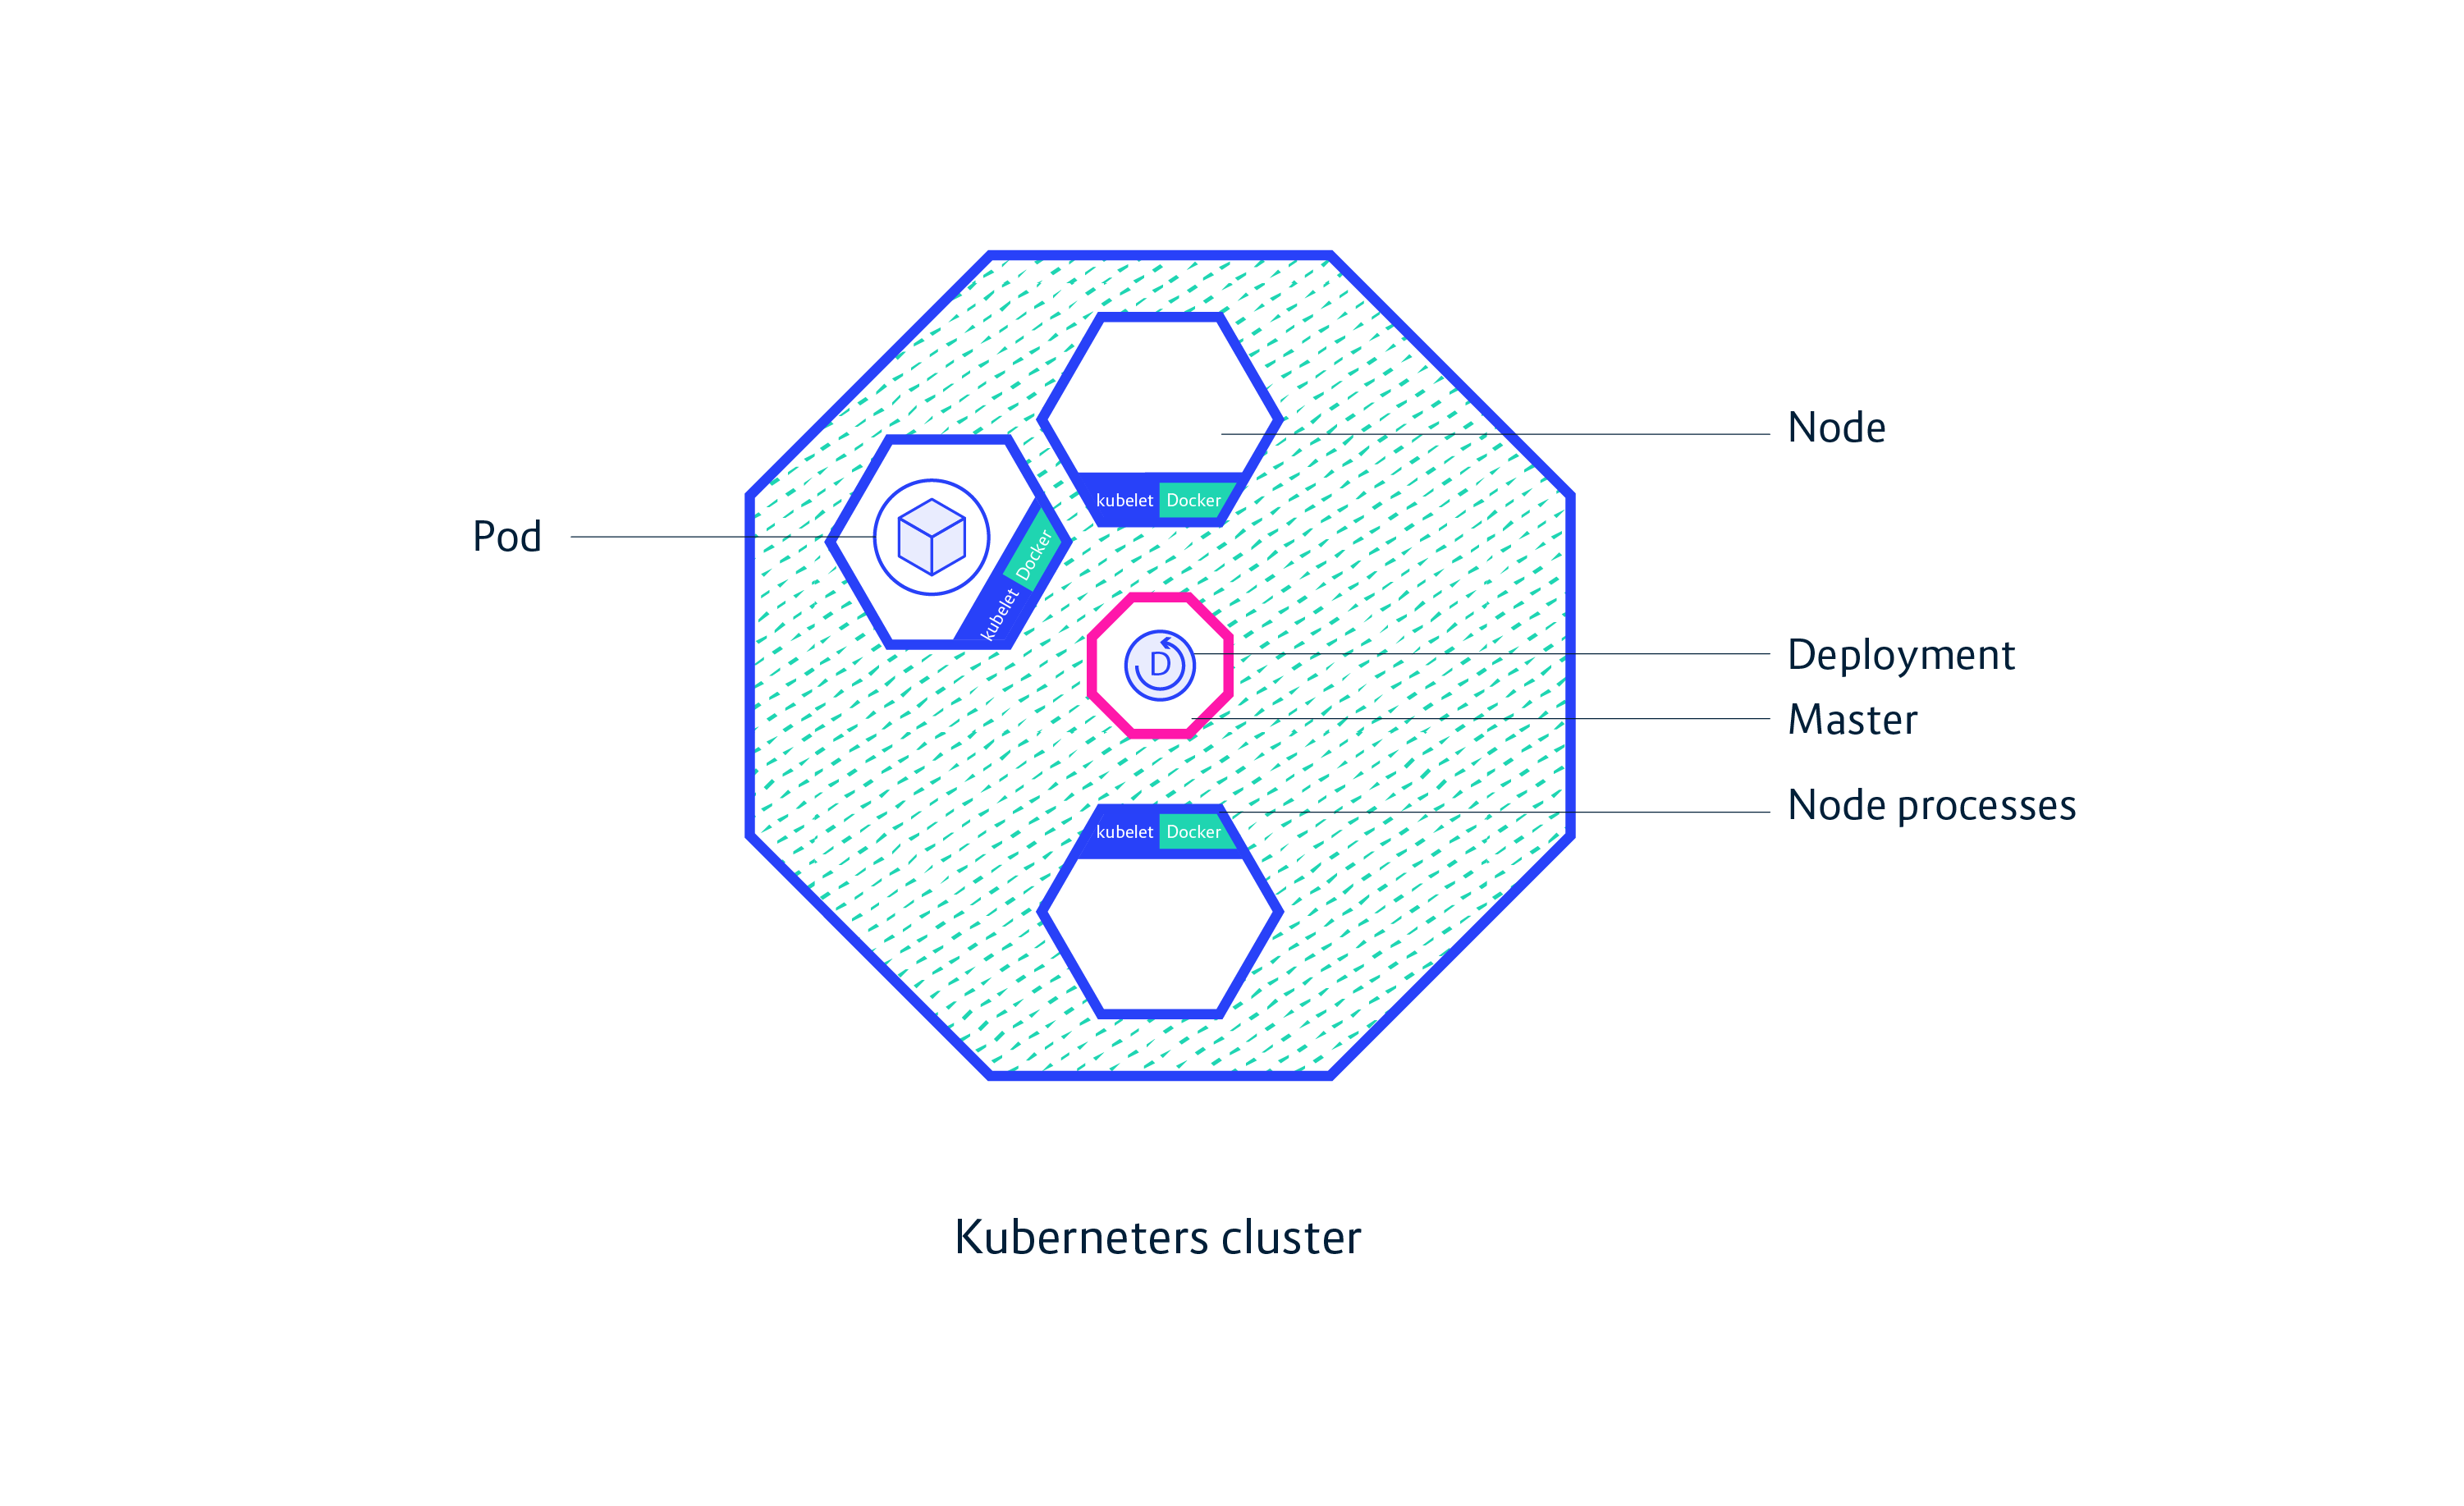 Node
kubelet Docker
Pod
kubelet Docker
Deployment
Master
Node processes
kubelet Docker
D
Kuberneters cluster